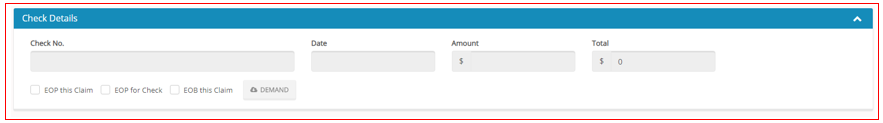 Check Details
Check No. Date Amount Total
$ $ 0
EOP this Claim EOP for Check EOB this Claim DEMAND